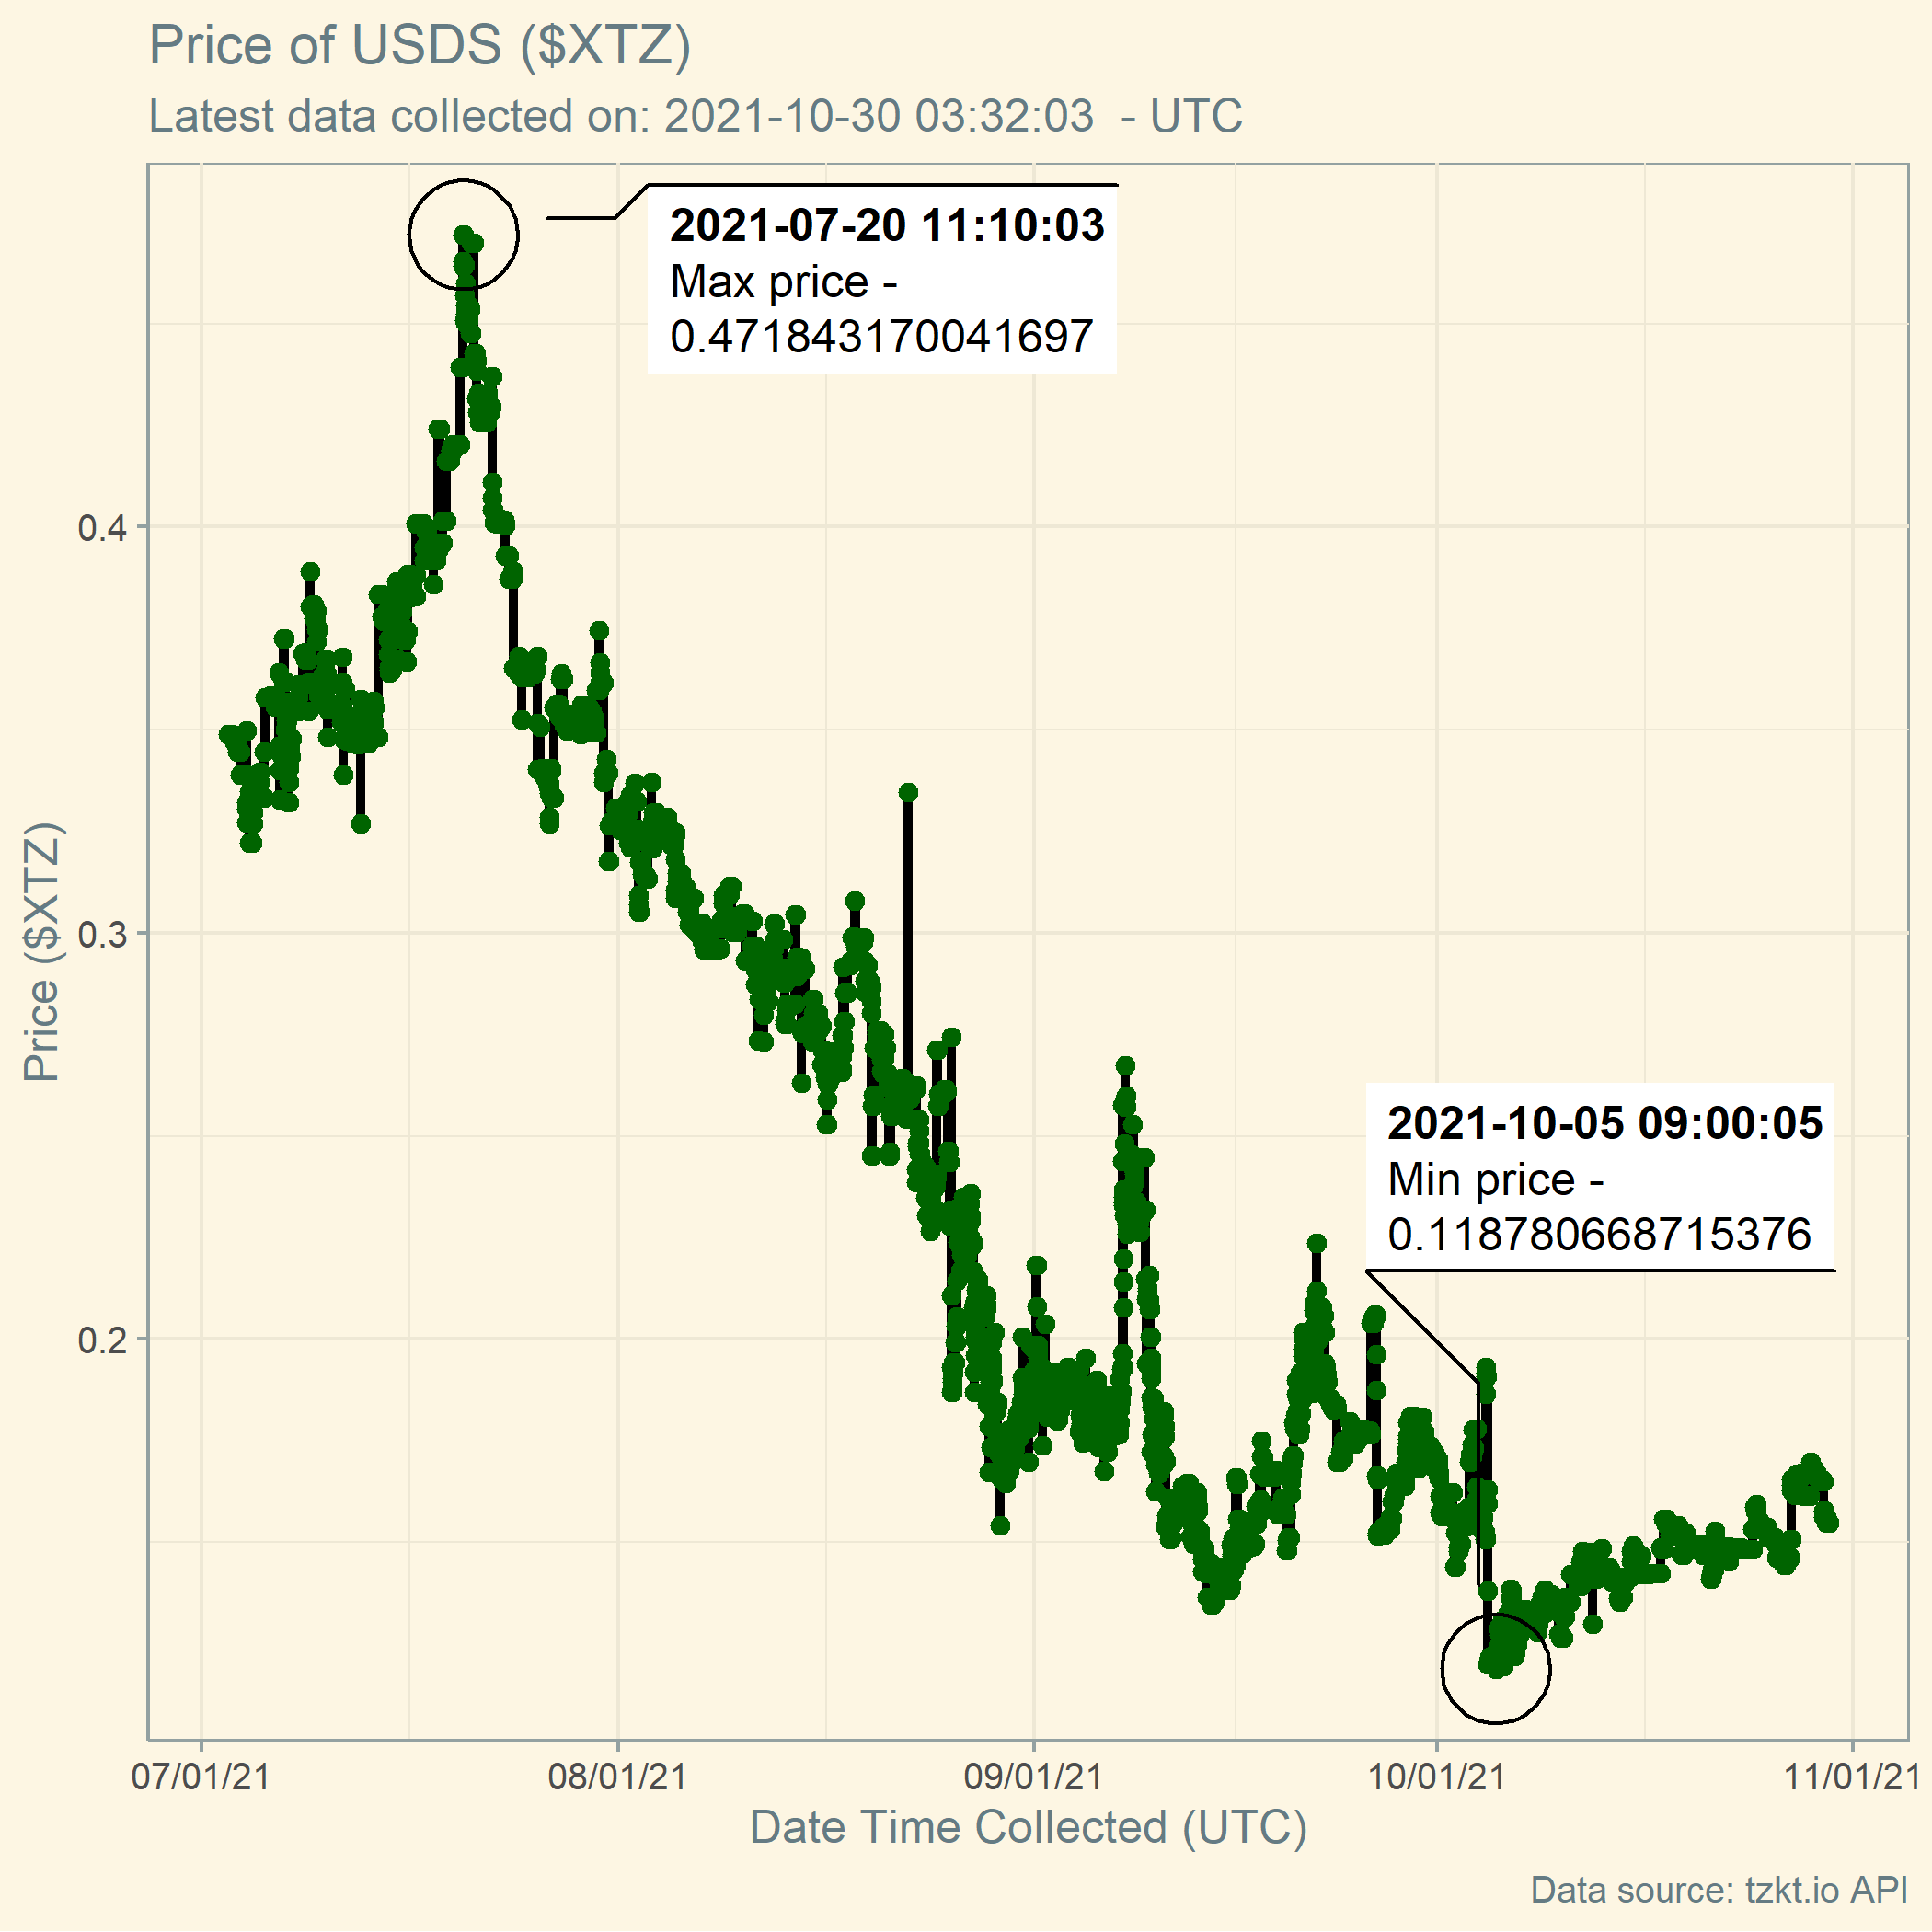 Price of USDS ($XTZ)
Latest data collected on: 2021-10-30 03:32:03  - UTC
2021-07-20 11:10:03
Max price -
0.471843170041697
0.4
0.3
0.2
Price ($XTZ)
2021-10-05 09:00:05
Min price -
0.118780668715376
07/01/21
08/01/21
09/01/21
10/01/21
11/01/21
Date Time Collected (UTC)
Data source: tzkt.io API